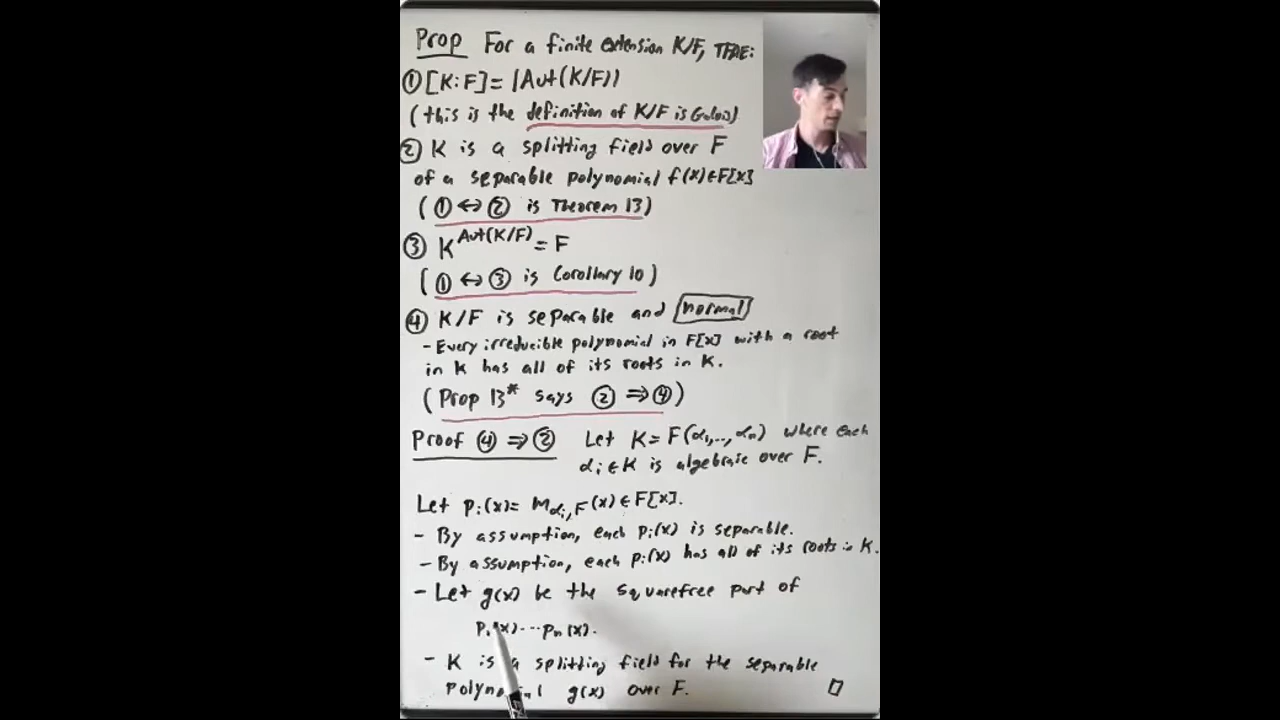 Prop For a finite extension K/F, TFAE:
① [K:F] = |Aut(K/F)|
(this is the definition of K/F is Galois)
② K is a splitting field over F
of a separable polynomial f(x)∈F[x]
(① ↔ ② is Theorem 13)
③ K^Aut(K/F) = F
(① ↔ ③ is Corollary 10)
④ K/F is separable and normal
- Every irreducible polynomial in F[x] with a root
in K has all of its roots in K.
(Prop 13* says ② ⇒ ④)
Proof ④ ⇒ ② Let K = F(α₁,..,αₙ) where each
αᵢ ∈ K is algebraic over F.
Let pᵢ(x) = m_αᵢ,F(x) ∈ F[x].
- By assumption, each pᵢ(x) is separable.
- By assumption, each pᵢ(x) has all of its roots in K.
- Let g(x) be the squarefree part of
p₁(x)...pₙ(x).
- K is a splitting field for the separable
polynomial g(x) over F. □